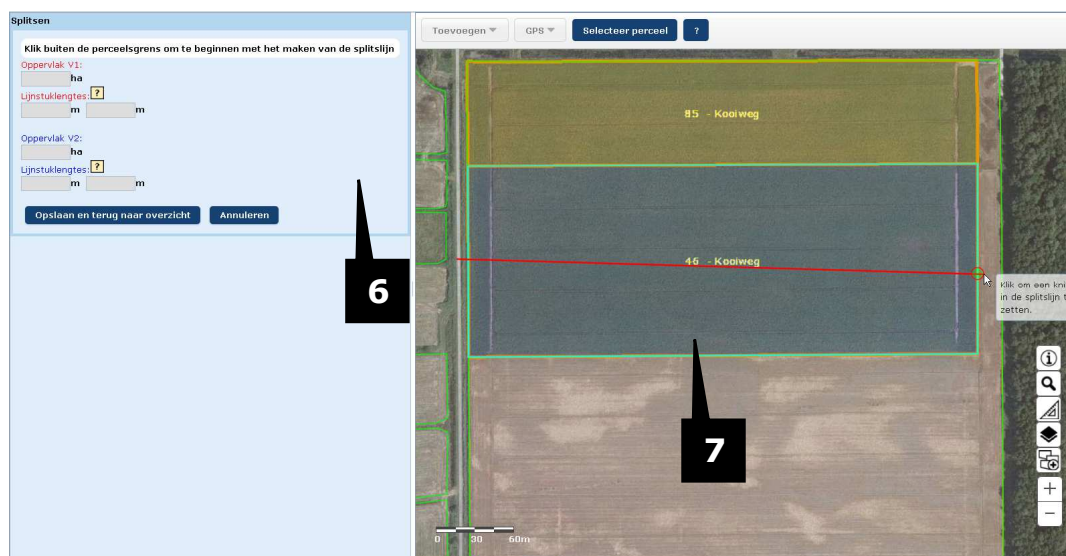 Splitsen
Klik buiten de perceelsgrens om te beginnen met het maken van de splitslijn
Oppervlak V1:
ha
Lijnstuklengtes: ?
m m
Oppervlak V2:
ha
Lijnstuklengtes: ?
m m
Opslaan en terug naar overzicht Annuleren
6
Toevoegen GPS Selecteer perceel ?
85 - Kooiweg
46 - Kooiweg
Klik om een kni
in de splitslijn t
zetten.
7
0 30 60m